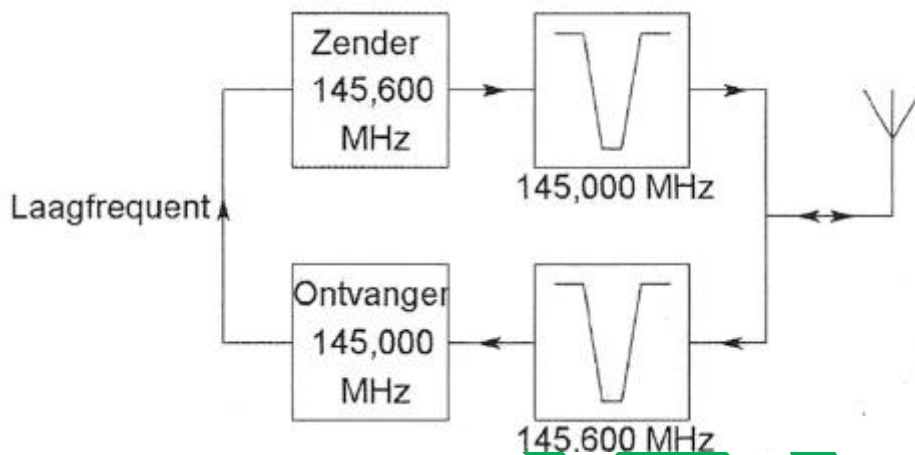 Zender
145,600
MHz
145,000 MHz
Laagfrequent
Ontvanger
145,000
MHz
145,600 MHz